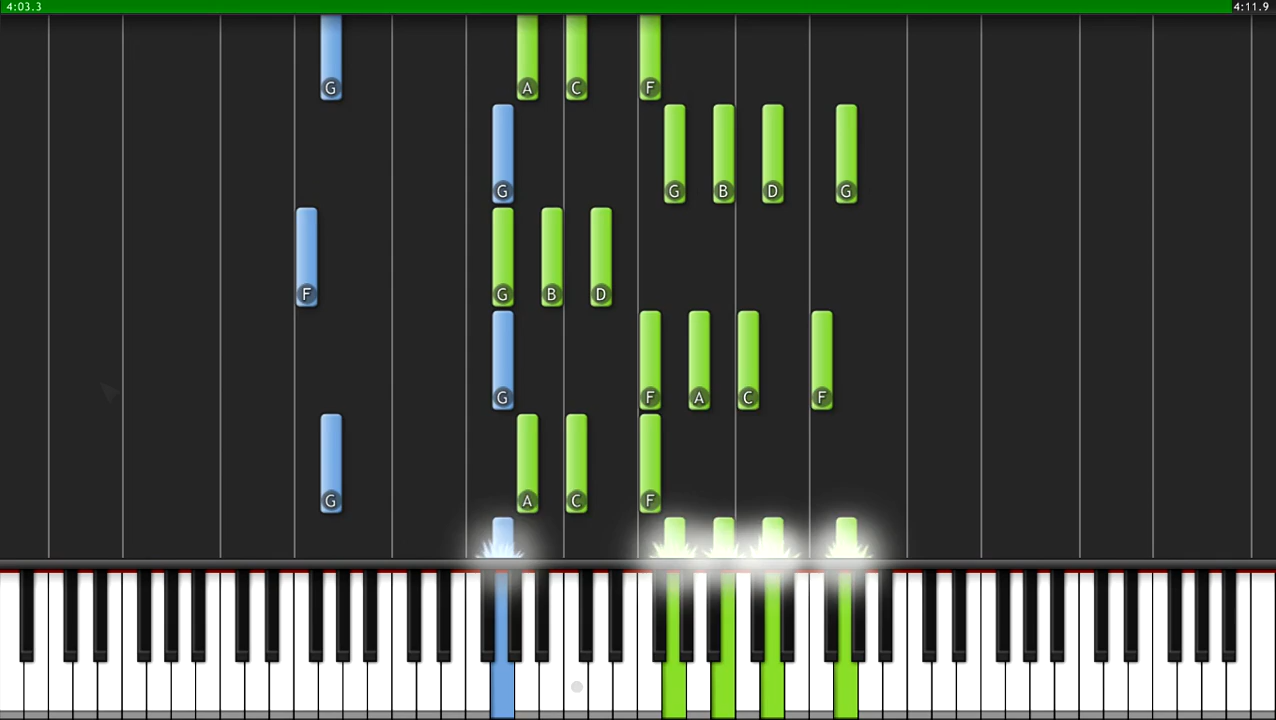 4:03.3 4:11.9
G A C F
G G B D G
F G B D
G F A C F
G A C F